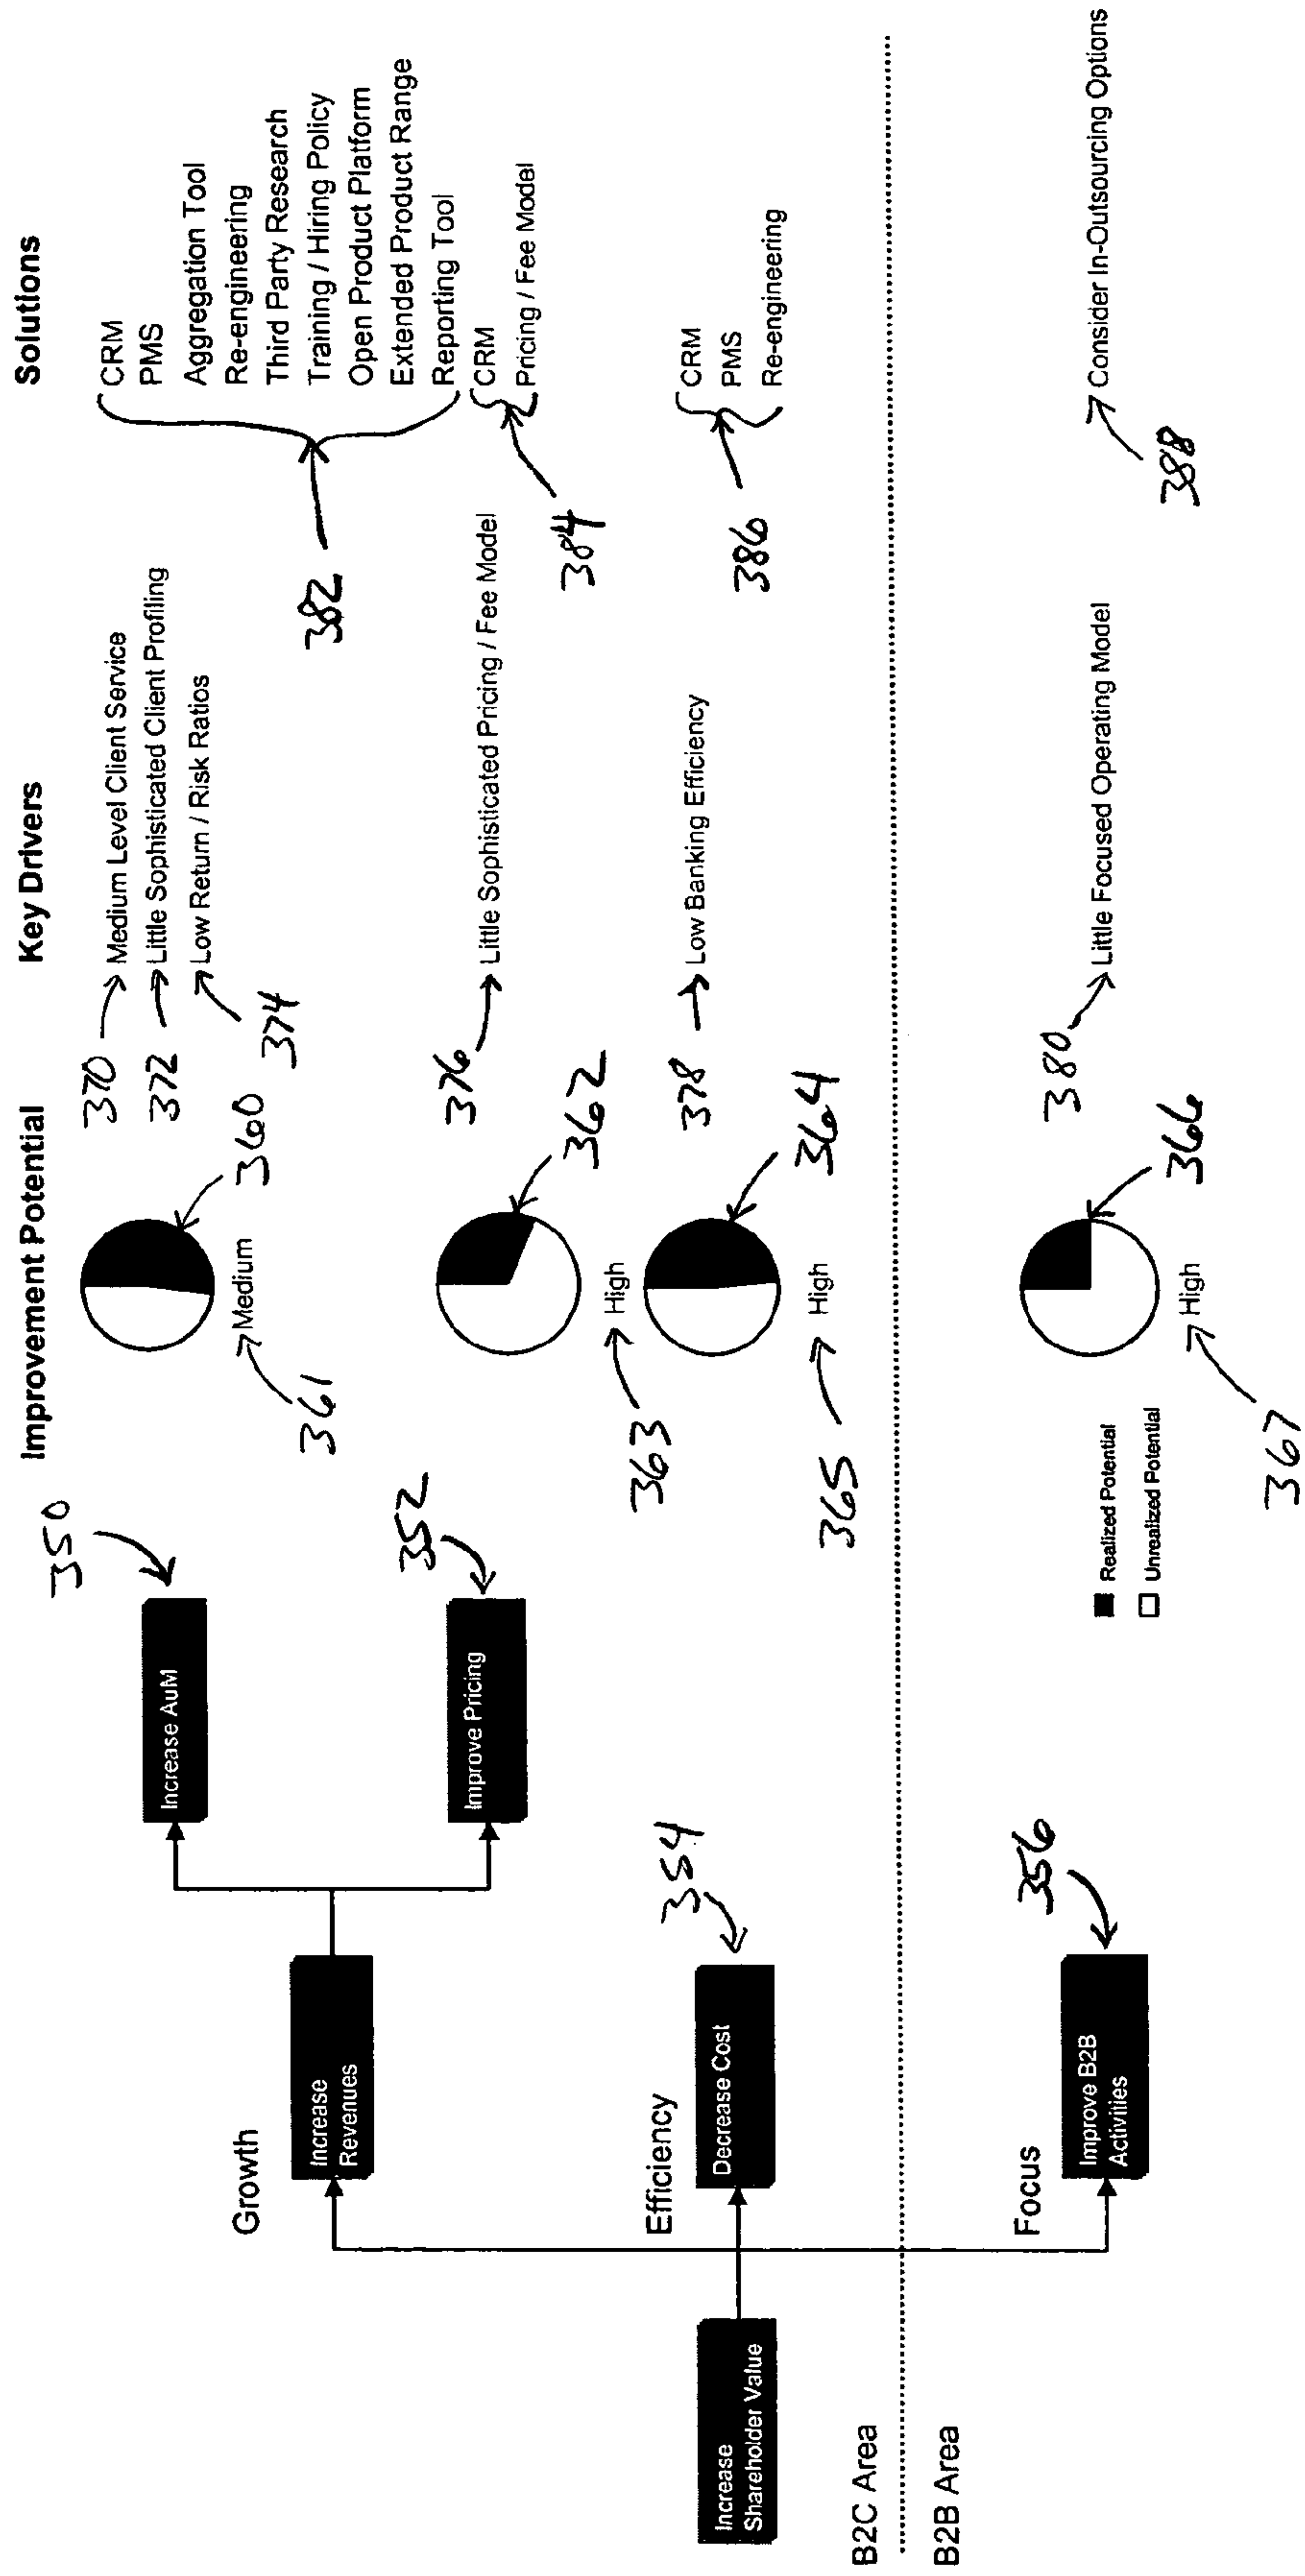 Improvement Potential
Key Drivers
Solutions
350
Increase AuM
360
Medium
361
370
Medium Level Client Service
372
Little Sophisticated Client Profiling
374
Low Return / Risk Ratios
382
CRM
PMS
Aggregation Tool
Re-engineering
Third Party Research
Training / Hiring Policy
Open Product Platform
Extended Product Range
Reporting Tool
Growth
Increase
Revenues
352
Improve Pricing
362
High
363
376
Little Sophisticated Pricing / Fee Model
384
CRM
Pricing / Fee Model
Increase
Shareholder Value
Efficiency
354
Decrease Cost
364
High
365
378
Low Banking Efficiency
386
CRM
PMS
Re-engineering
B2C Area
B2B Area
Focus
356
Improve B2B
Activities
Realized Potential
Unrealized Potential
366
High
367
380
Little Focused Operating Model
388
Consider In-Outsourcing Options